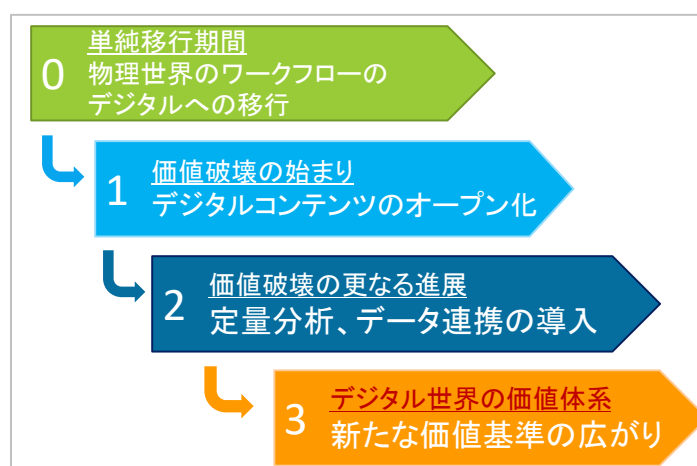 0
単純移行期間
物理世界のワークフローの
デジタルへの移行
1
価値破壊の始まり
デジタルコンテンツのオープン化
2
価値破壊の更なる進展
定量分析、データ連携の導入
3
デジタル世界の価値体系
新たな価値基準の広がり